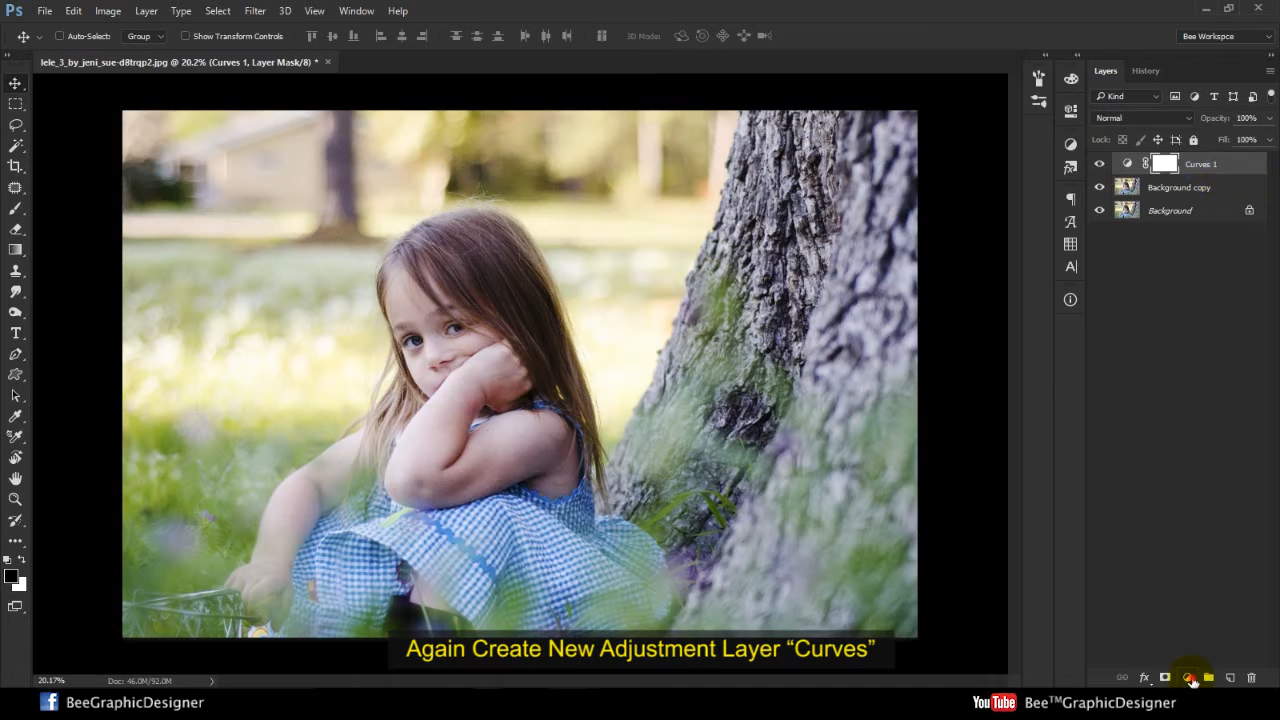 Ps File Edit Image Layer Type Select Filter 3D View Window Help
Auto-Select: Group Show Transform Controls 3D Mode: Bee Workspce
lele_3_by_jeni_sue-d8trqp2.jpg @ 20.2% (Curves 1, Layer Mask/8) * ×
Layers History
Kind
Normal Opacity: 100%
Lock: Fill: 100%
Curves 1
Background copy
Background
Again Create New Adjustment Layer “Curves”
20.17% Doc: 46.0M/92.0M
BeeGraphicDesigner
YouTube Bee™GraphicDesigner